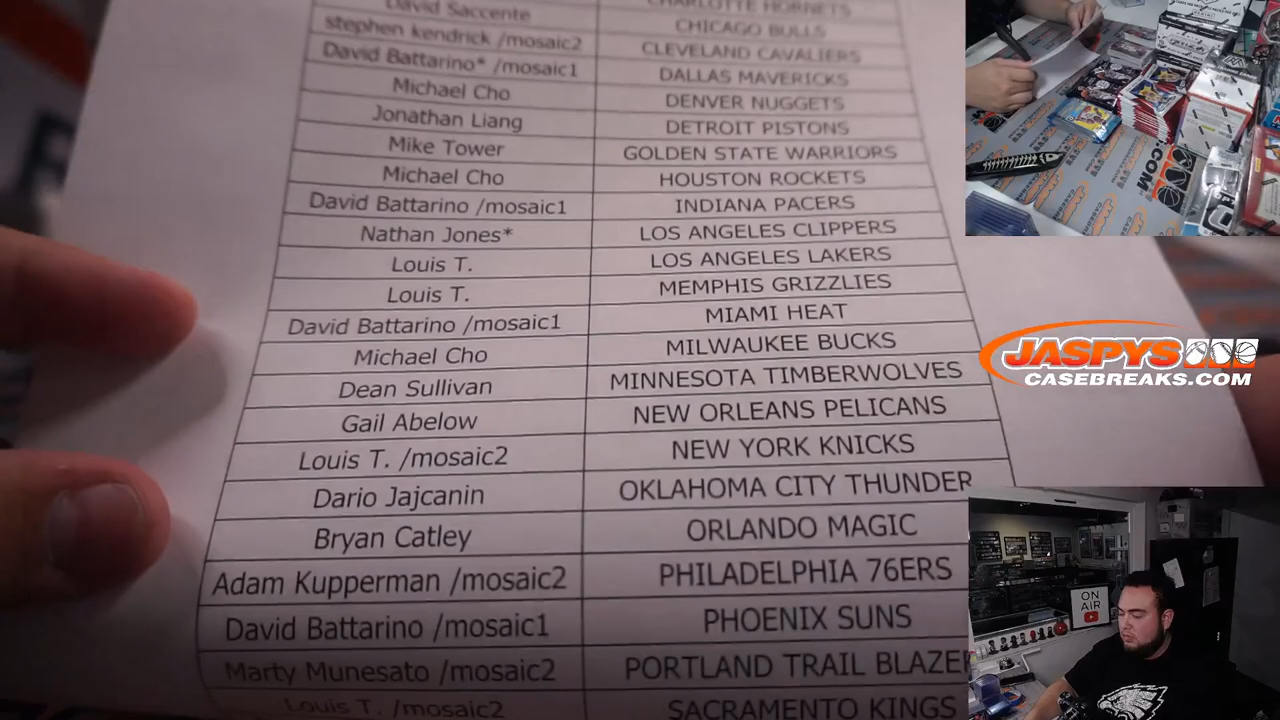 CHARLOTTE HORNETS
David Saccente CHICAGO BULLS
stephen kendrick /mosaic2 CLEVELAND CAVALIERS
David Battarino* /mosaic1 DALLAS MAVERICKS
Michael Cho DENVER NUGGETS
Jonathan Liang DETROIT PISTONS
Mike Tower GOLDEN STATE WARRIORS
Michael Cho HOUSTON ROCKETS
David Battarino /mosaic1 INDIANA PACERS
Nathan Jones* LOS ANGELES CLIPPERS
Louis T. LOS ANGELES LAKERS
Louis T. MEMPHIS GRIZZLIES
David Battarino /mosaic1 MIAMI HEAT
Michael Cho MILWAUKEE BUCKS
Dean Sullivan MINNESOTA TIMBERWOLVES
Gail Abelow NEW ORLEANS PELICANS
Louis T. /mosaic2 NEW YORK KNICKS
Dario Jajcanin OKLAHOMA CITY THUNDER
Bryan Catley ORLANDO MAGIC
Adam Kupperman /mosaic2 PHILADELPHIA 76ERS
David Battarino /mosaic1 PHOENIX SUNS
Marty Munesato /mosaic2 PORTLAND TRAIL BLAZER
Louis T. /mosaic2 SACRAMENTO KINGS
JASPYS
CASEBREAKS.COM
ON
AIR